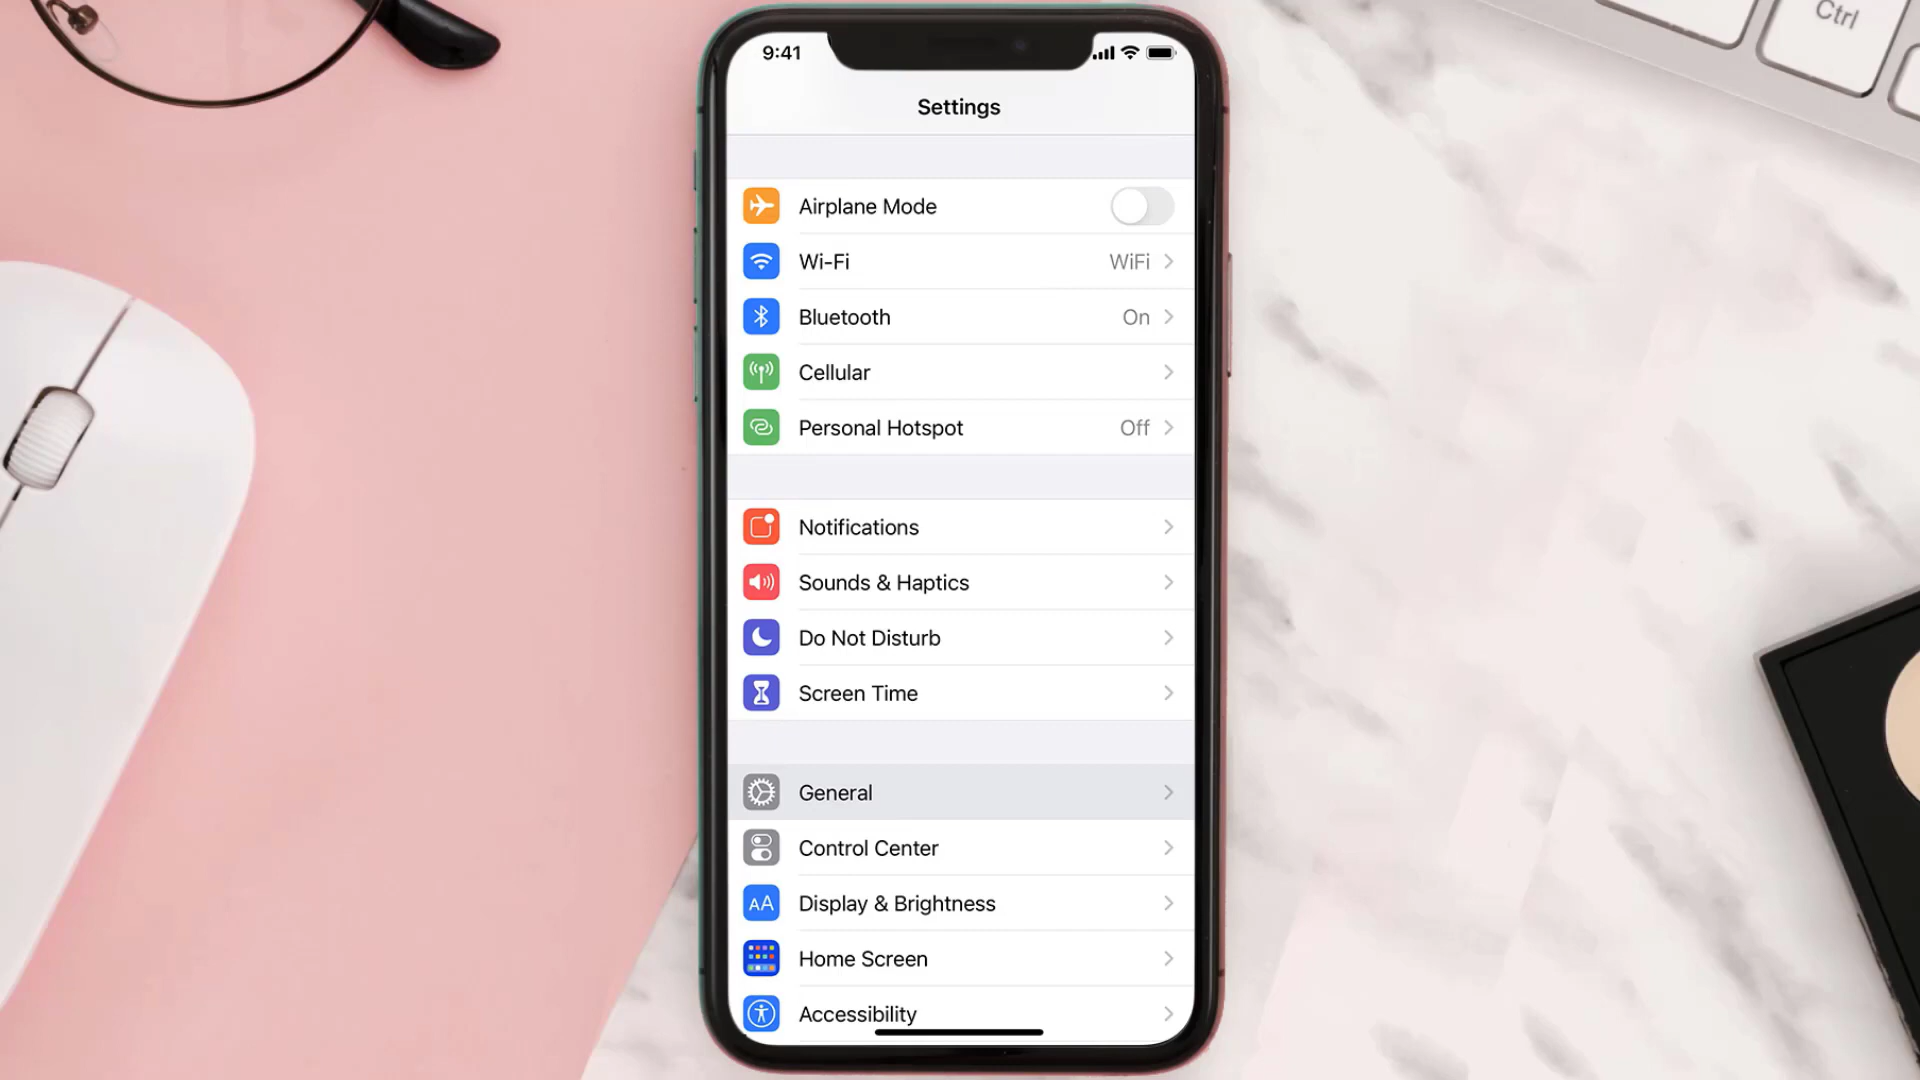 Ctrl
9:41
Settings
Airplane Mode
Wi-Fi WiFi
Bluetooth On
Cellular
Personal Hotspot Off
Notifications
Sounds & Haptics
Do Not Disturb
Screen Time
General
Control Center
AA Display & Brightness
Home Screen
Accessibility